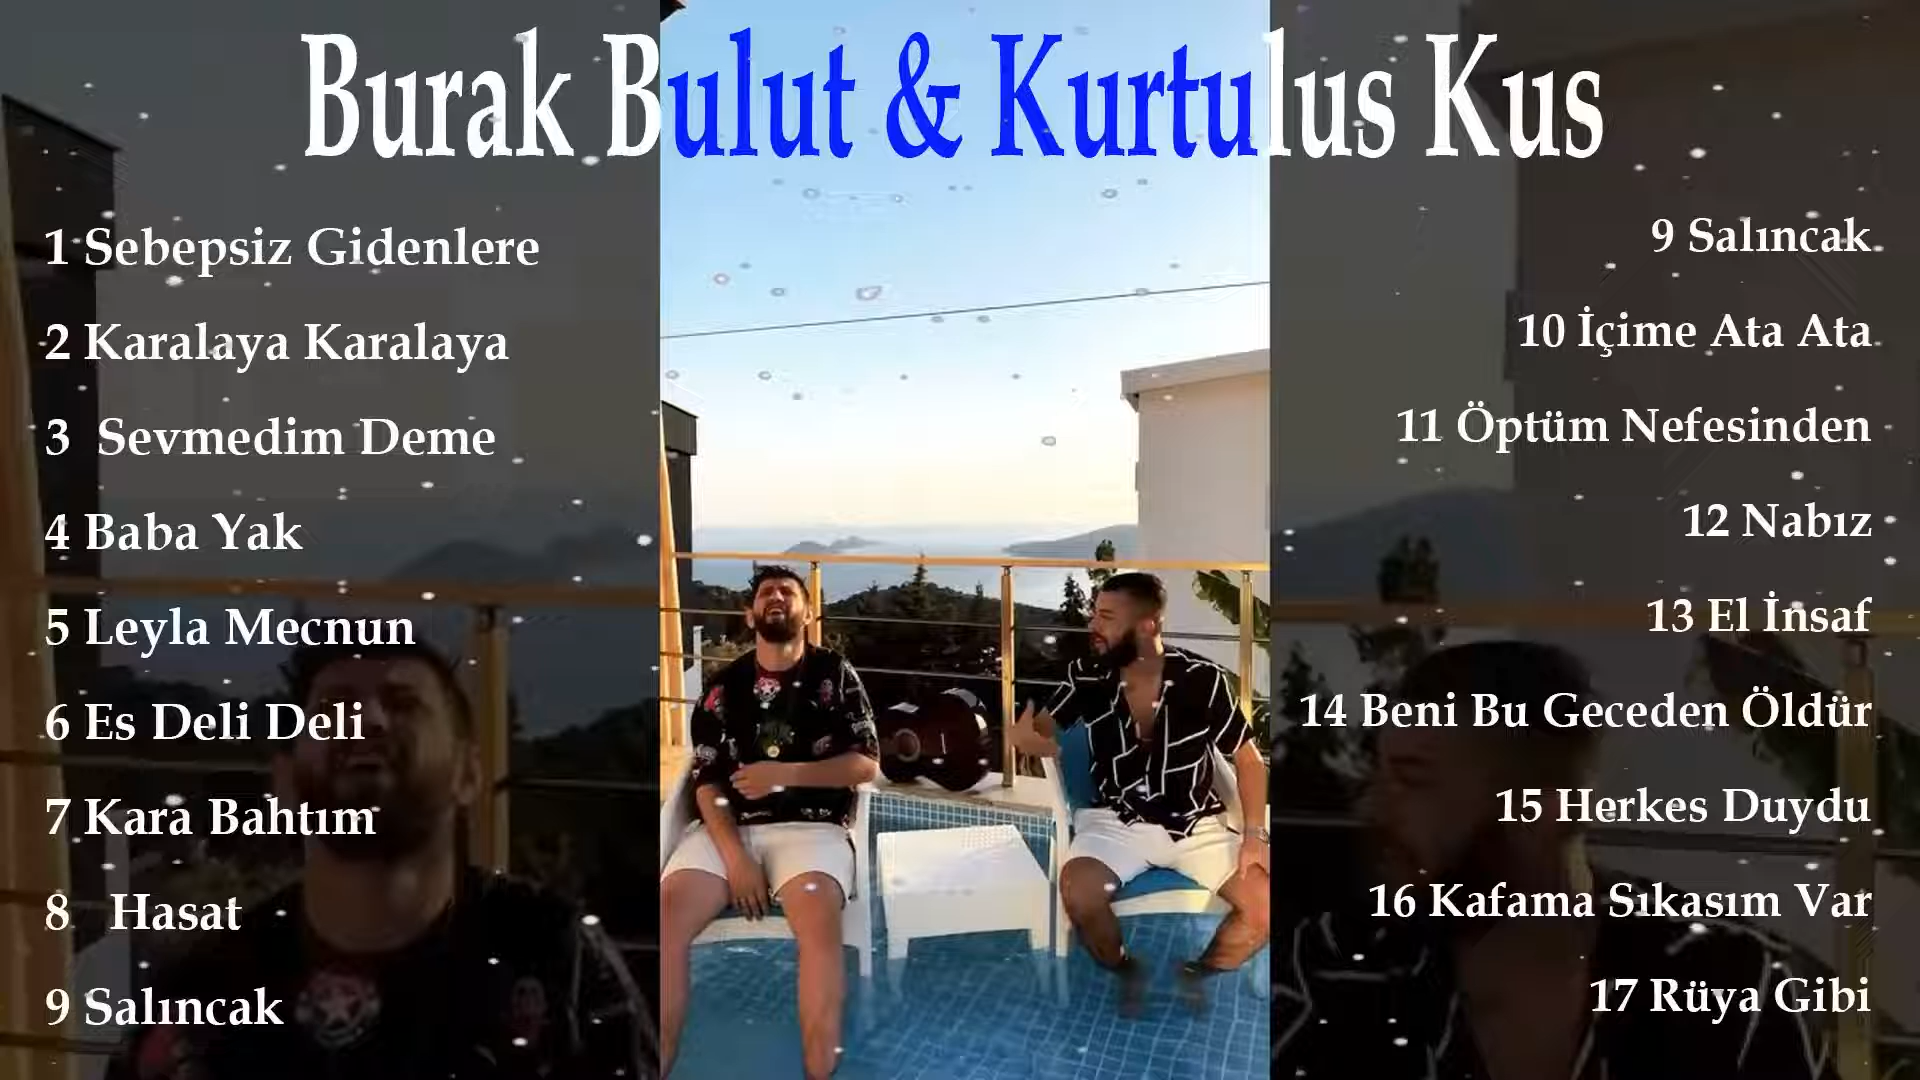 Burak Bulut & Kurtulus Kus
1 Sebepsiz Gidenlere
2 Karalaya Karalaya
3 Sevmedim Deme
4 Baba Yak
5 Leyla Mecnun
6 Es Deli Deli
7 Kara Bahtım
8 Hasat
9 Salıncak
9 Salıncak
10 İçime Ata Ata
11 Öptüm Nefesinden
12 Nabız
13 El İnsaf
14 Beni Bu Geceden Öldür
15 Herkes Duydu
16 Kafama Sıkasım Var
17 Rüya Gibi